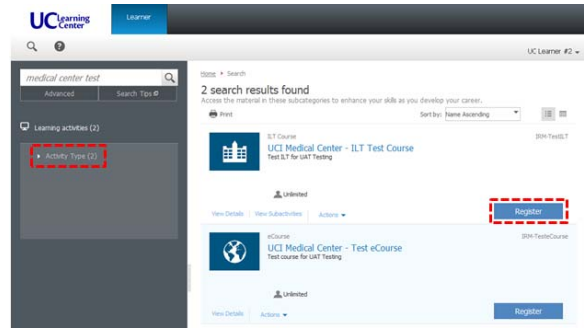 UC Learning Center
Learner
UC Learner #2
medical center test
Advanced
Search Tips
Learning activities (2)
Activity Type (2)
Home Search
2 search results found
Access the material in these subcategories to enhance your skills as you develop your career.
Print
Sort by: Name Ascending
ILT Course
IRM-TestILT
UCI Medical Center - ILT Test Course
Test ILT for UAT Testing
Unlimited
View Details View Subactivities Actions
Register
eCourse
IRM-TesteCourse
UCI Medical Center - Test eCourse
Test course for UAT Testing
Unlimited
View Details Actions
Register